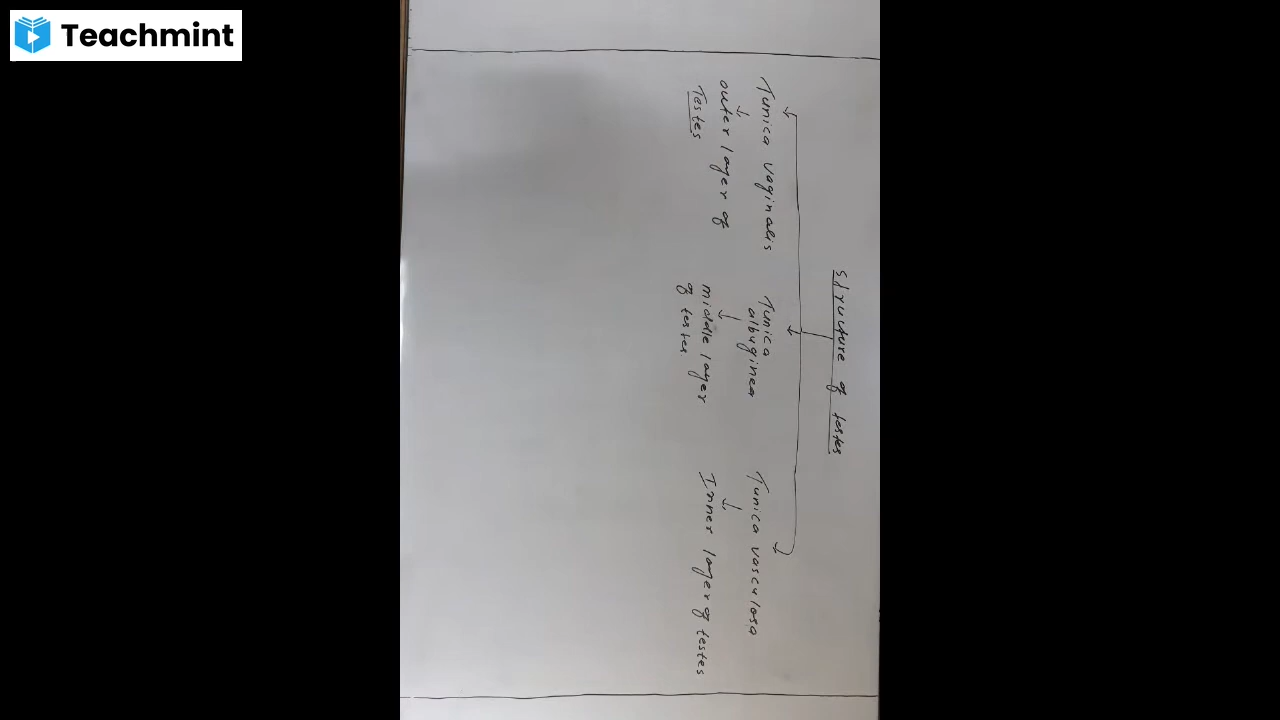 Teachmint
Structure of testes
Tunica vaginalis
outer layer of
Testes
Tunica
albuginea
middle layer
of testes
Tunica vasculosa
Inner layer of testes